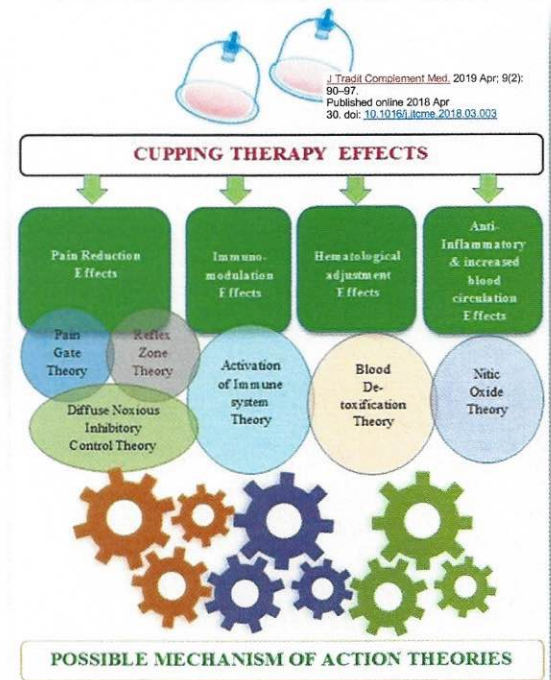 J Tradit Complement Med. 2019 Apr; 9(2):
90–97.
Published online 2018 Apr
30. doi: 10.1016/j.jtcme.2018.03.003
CUPPING THERAPY EFFECTS
Pain Reduction
Effects
Immuno-
modulation
Effects
Hematological
adjustment
Effects
Anti-
Inflammatory
& increased
blood
circulation
Effects
Pain
Gate
Theory
Reflex
Zone
Theory
Diffuse Noxious
Inhibitory
Control Theory
Activation
of Immune
system
Theory
Blood
De-
toxification
Theory
Nitic
Oxide
Theory
POSSIBLE MECHANISM OF ACTION THEORIES